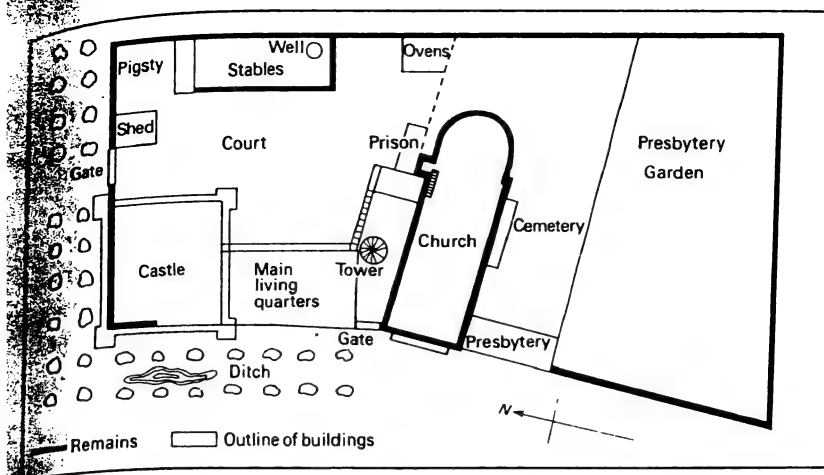 Well
Ovens
Pigsty
Stables
Shed
Court
Prison
Presbytery
Garden
Gate
Cemetery
Church
Castle
Main
living
quarters
Tower
Gate
Presbytery
Ditch
N
Remains
Outline of buildings